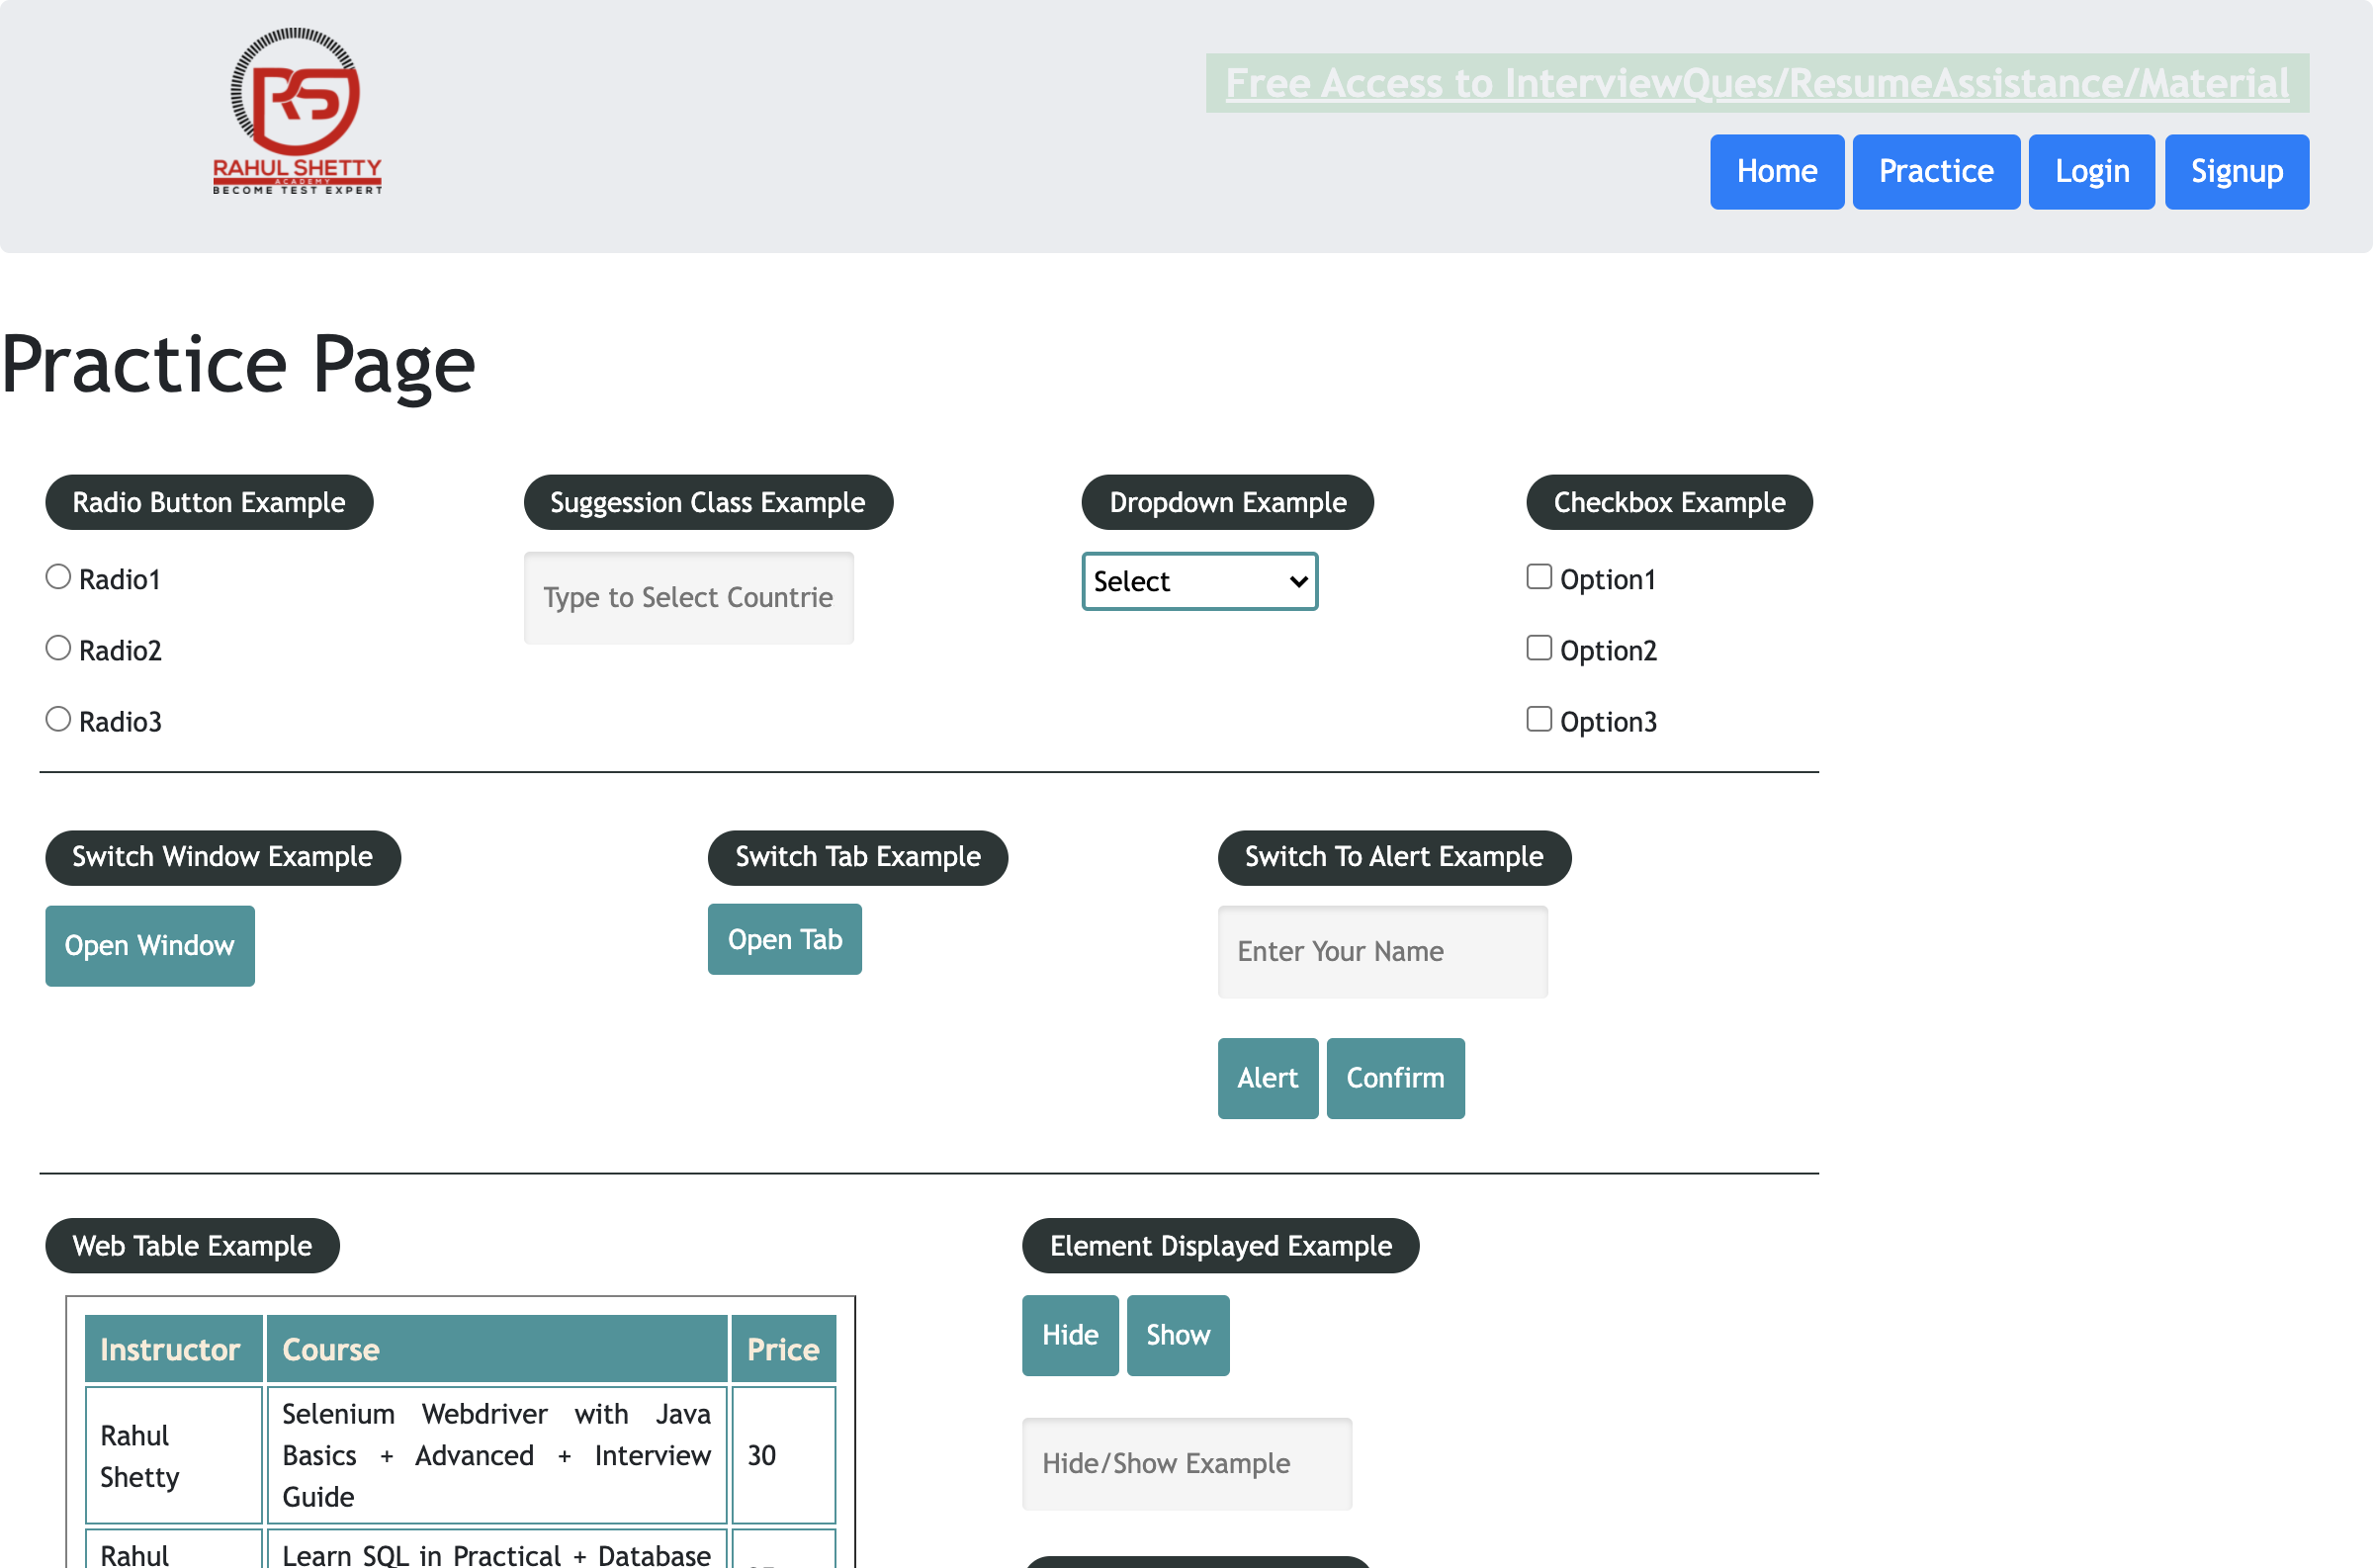 RS
RAHUL SHETTY
ACADEMY
BECOME TEST EXPERT
Free Access to InterviewQues/ResumeAssistance/Material
Home Practice Login Signup
Practice Page
Radio Button Example
Radio1
Radio2
Radio3
Suggession Class Example
Type to Select Countrie
Dropdown Example
Select
Checkbox Example
Option1
Option2
Option3
Switch Window Example
Open Window
Switch Tab Example
Open Tab
Switch To Alert Example
Enter Your Name
Alert Confirm
Web Table Example
Instructor Course Price
Rahul Shetty
Selenium Webdriver with Java
Basics + Advanced + Interview
Guide
30
Rahul
Learn SQL in Practical + Database
Element Displayed Example
Hide Show
Hide/Show Example